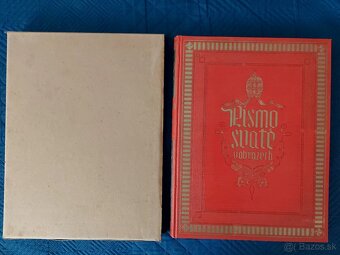 Písmo
svaté
v obrazech
Bazos.sk